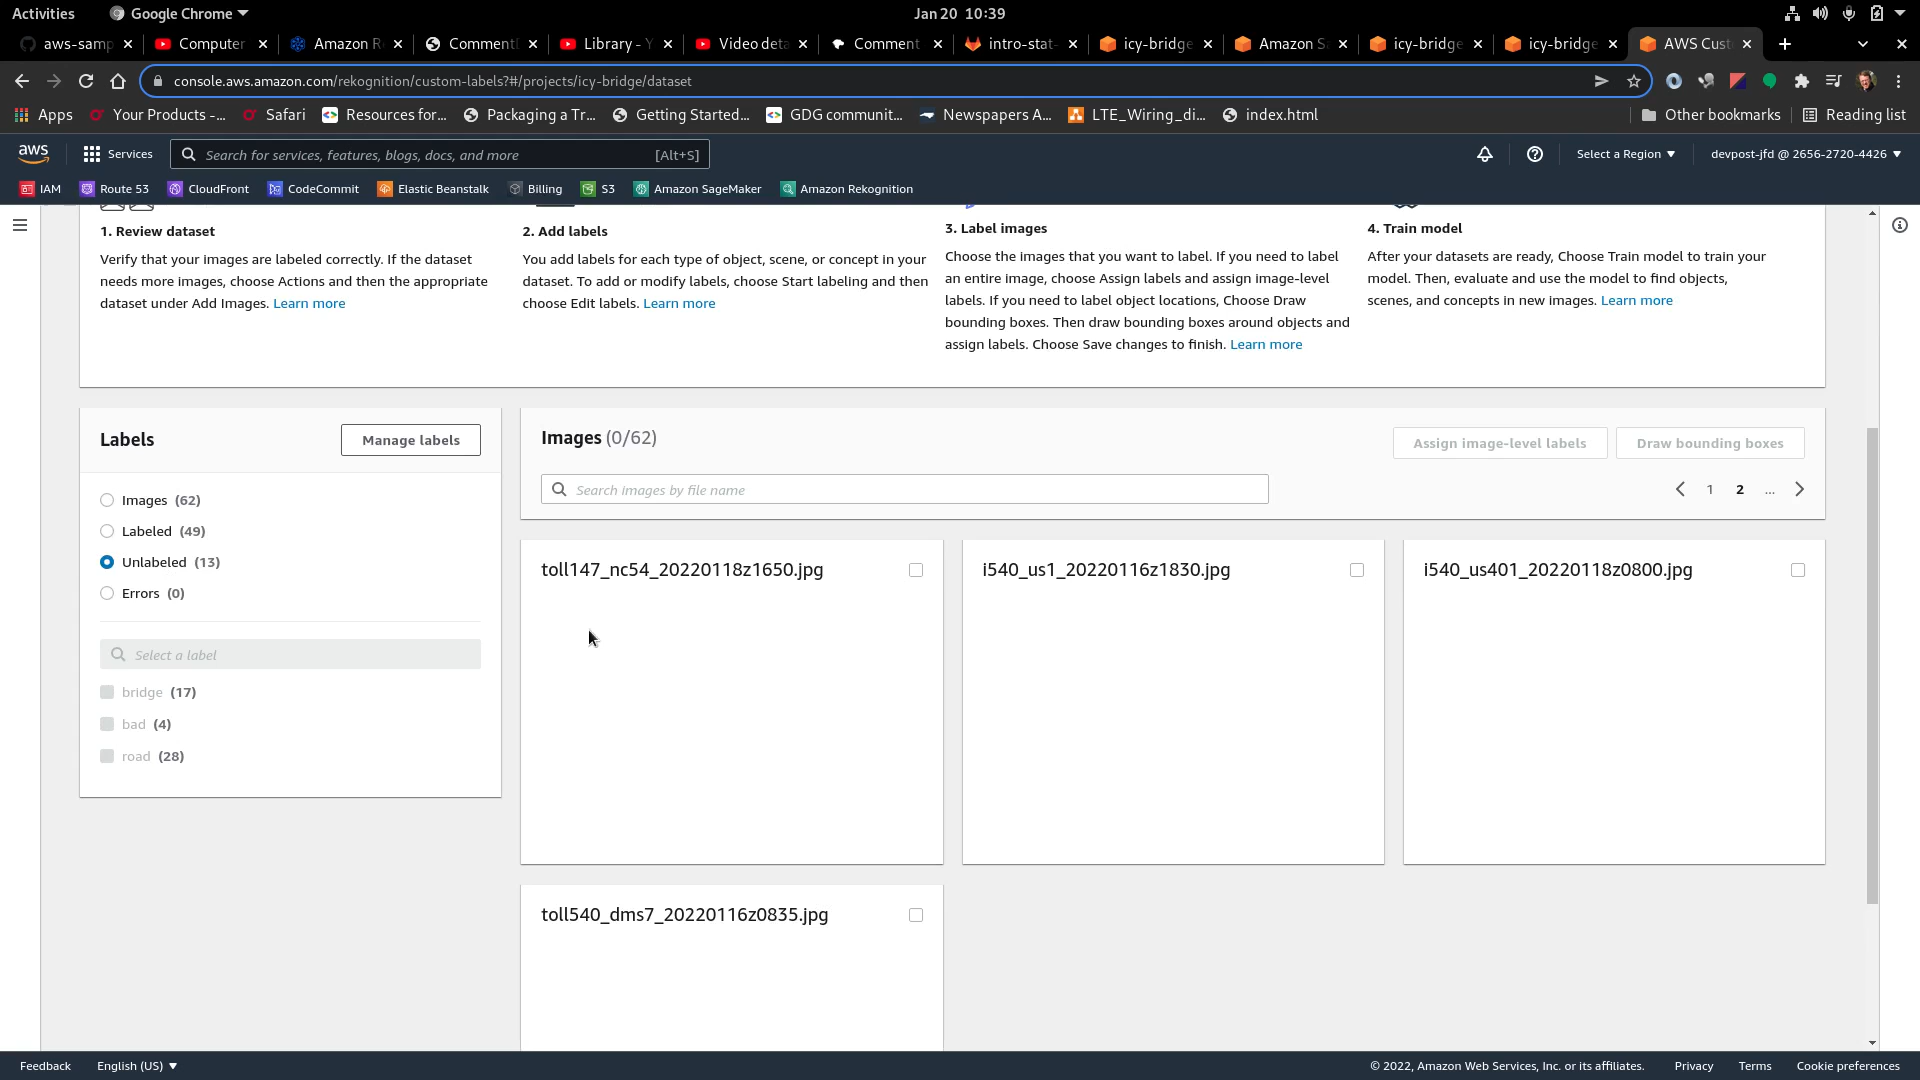 Activities
Google Chrome
Jan 20 10:39
aws-samp
Computer
Amazon R
Comment
Library - Y
Video deta
Comment
intro-stat-
icy-bridge
Amazon S
icy-bridge
icy-bridge
AWS Cust
console.aws.amazon.com/rekognition/custom-labels?#/projects/icy-bridge/dataset
Apps
Your Products -...
Safari
Resources for...
Packaging a Tr...
Getting Started...
GDG communit...
Newspapers A...
LTE_Wiring_di...
index.html
Other bookmarks
Reading list
aws
Services
Search for services, features, blogs, docs, and more [Alt+S]
Select a Region
devpost-jfd @ 2656-2720-4426
IAM
Route 53
CloudFront
CodeCommit
Elastic Beanstalk
Billing
S3
Amazon SageMaker
Amazon Rekognition
1. Review dataset
Verify that your images are labeled correctly. If the dataset
needs more images, choose Actions and then the appropriate
dataset under Add Images. Learn more
2. Add labels
You add labels for each type of object, scene, or concept in your
dataset. To add or modify labels, choose Start labeling and then
choose Edit labels. Learn more
3. Label images
Choose the images that you want to label. If you need to label
an entire image, choose Assign labels and assign image-level
labels. If you need to label object locations, Choose Draw
bounding boxes. Then draw bounding boxes around objects and
assign labels. Choose Save changes to finish. Learn more
4. Train model
After your datasets are ready, Choose Train model to train your
model. Then, evaluate and use the model to find objects,
scenes, and concepts in new images. Learn more
Labels
Manage labels
Images (62)
Labeled (49)
Unlabeled (13)
Errors (0)
Select a label
bridge (17)
bad (4)
road (28)
Images (0/62)
Assign image-level labels
Draw bounding boxes
Search images by file name
1 2 ...
toll147_nc54_20220118z1650.jpg
i540_us1_20220116z1830.jpg
i540_us401_20220118z0800.jpg
toll540_dms7_20220116z0835.jpg
Feedback
English (US)
© 2022, Amazon Web Services, Inc. or its affiliates.
Privacy
Terms
Cookie preferences